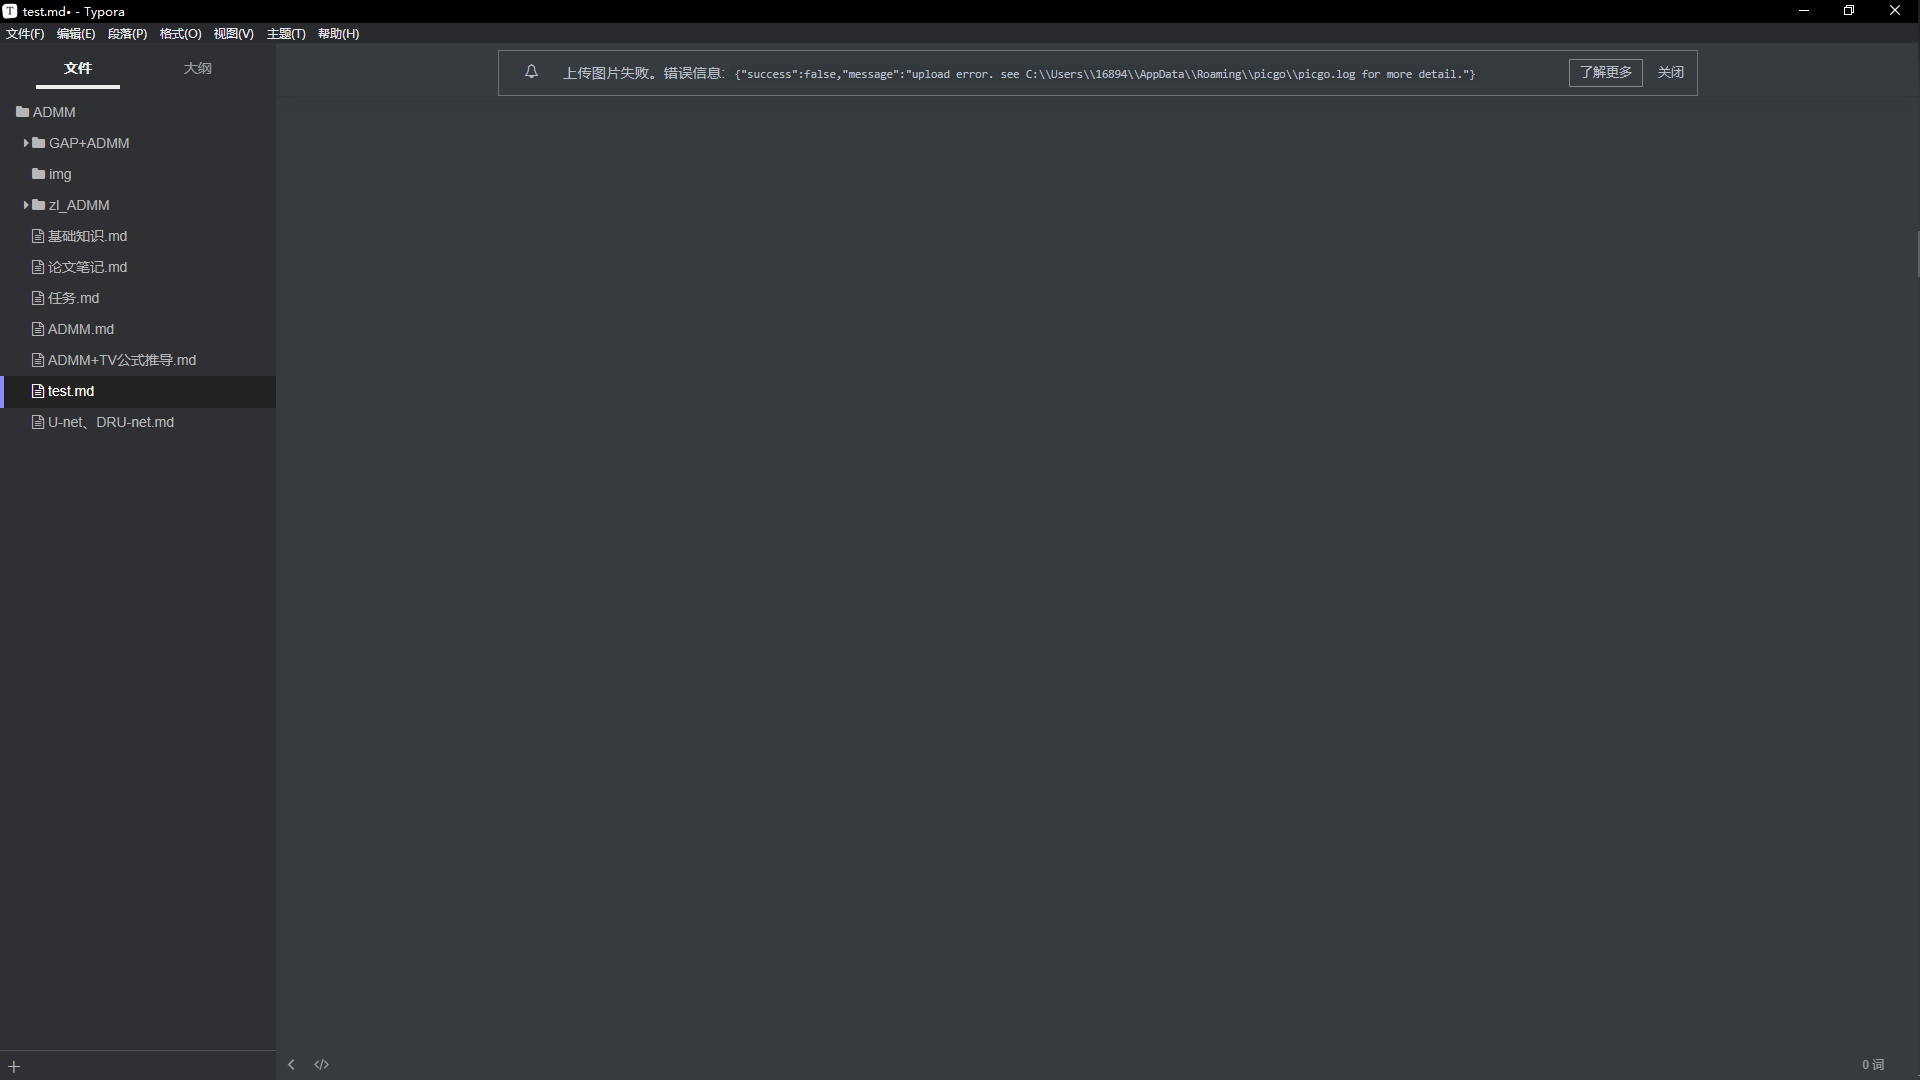 test.md• - Typora
文件(F) 编辑(E) 段落(P) 格式(O) 视图(V) 主题(T) 帮助(H)
文件 大纲
上传图片失败。错误信息: {"success":false,"message":"upload error. see C:\\Users\\16894\\AppData\\Roaming\\picgo\\picgo.log for more detail."} 了解更多 关闭
ADMM
GAP+ADMM
img
zl_ADMM
基础知识.md
论文笔记.md
任务.md
ADMM.md
ADMM+TV公式推导.md
test.md
U-net、DRU-net.md
0 词